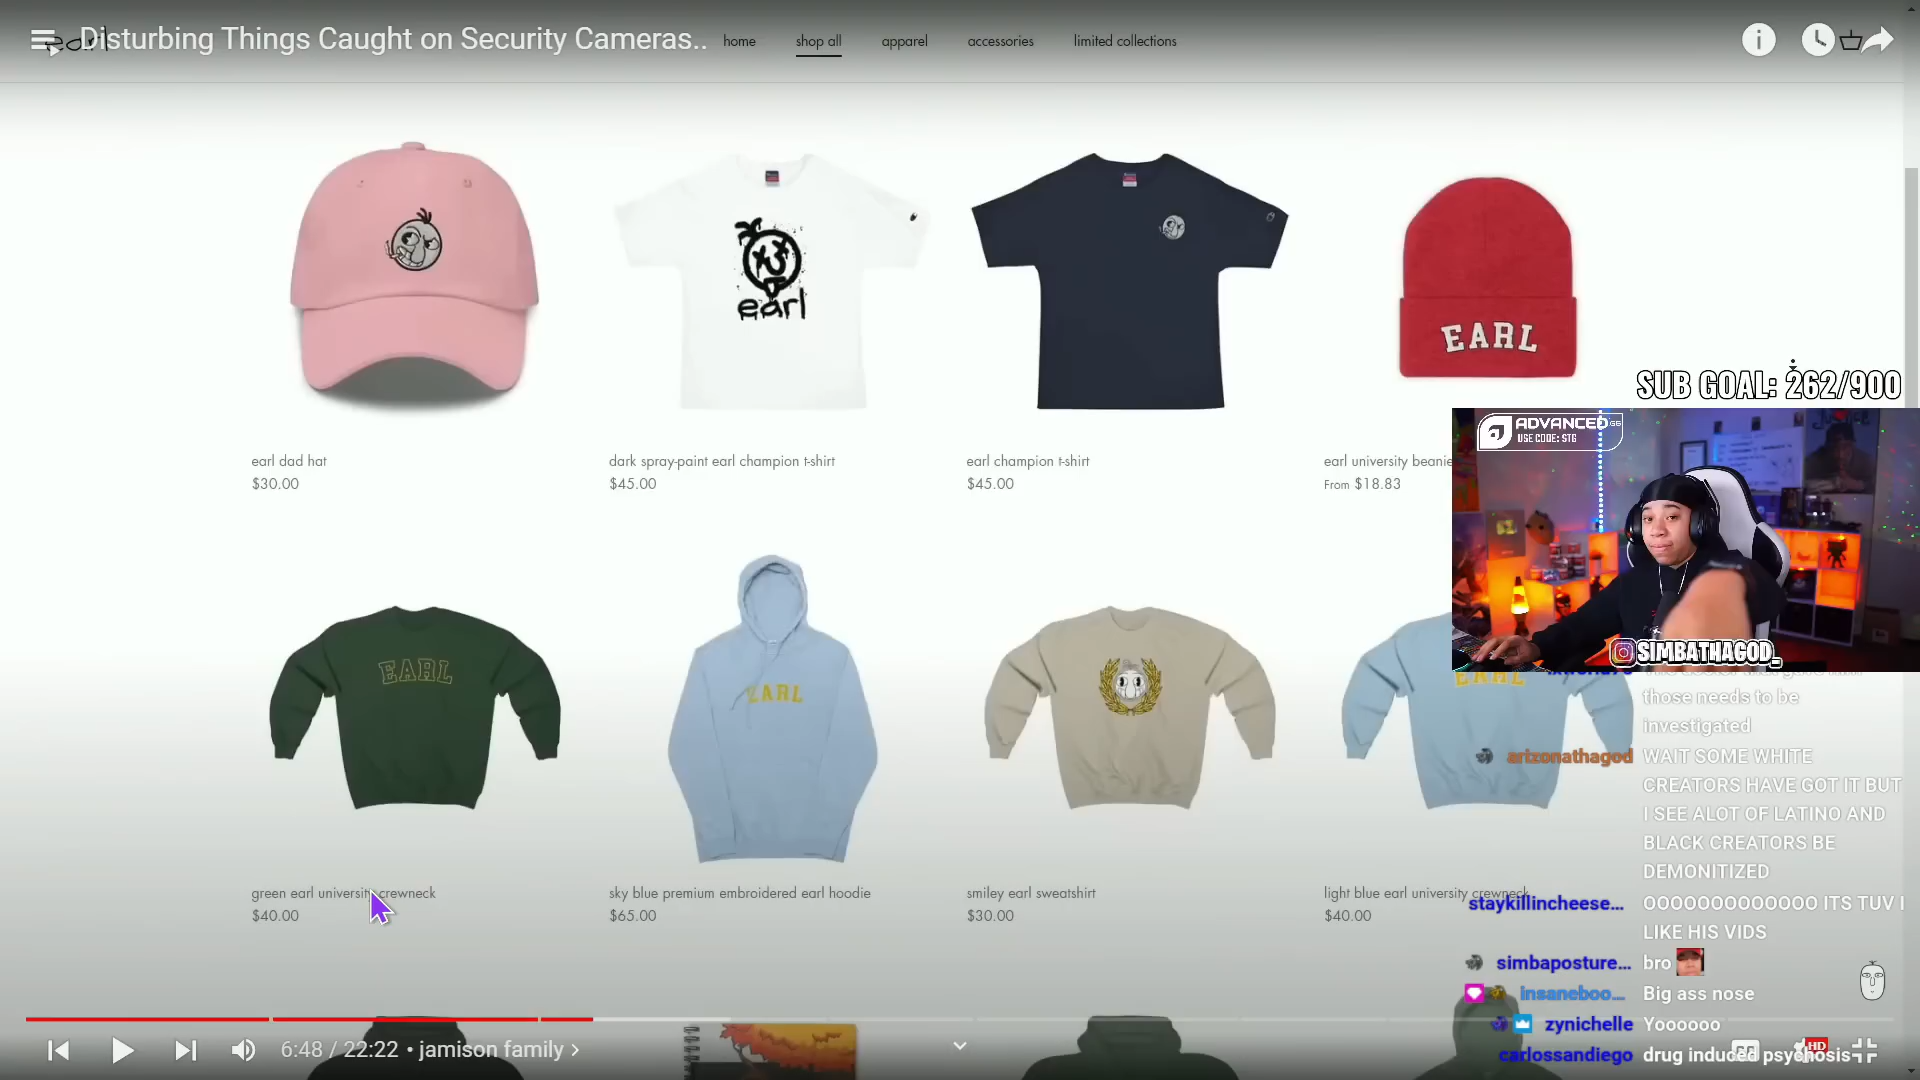 earl
Disturbing Things Caught on Security Cameras..
home
shop all
apparel
accessories
limited collections
earl
EARL
earl dad hat
$30.00
dark spray-paint earl champion t-shirt
$45.00
earl champion t-shirt
$45.00
earl university beanie
From $18.83
SUB GOAL: 262/900
ADVANCED GG
USE CODE: STG
SIMBATHAGOD_
EARL
EARL
EARL
green earl university crewneck
$40.00
sky blue premium embroidered earl hoodie
$65.00
smiley earl sweatshirt
$30.00
light blue earl university crewneck
$40.00
those needs to be
investigated
arizonathagod WAIT SOME WHITE
CREATORS HAVE GOT IT BUT
I SEE ALOT OF LATINO AND
BLACK CREATORS BE
DEMONITIZED
staykillincheese... OOOOOOOOOOOOO ITS TUV I
LIKE HIS VIDS
simbaposture... bro
insaneboo... Big ass nose
zynichelle Yoooooo
carlossandiego drug induced psychosis
6:48 / 22:22 • jamison family >
CC
HD